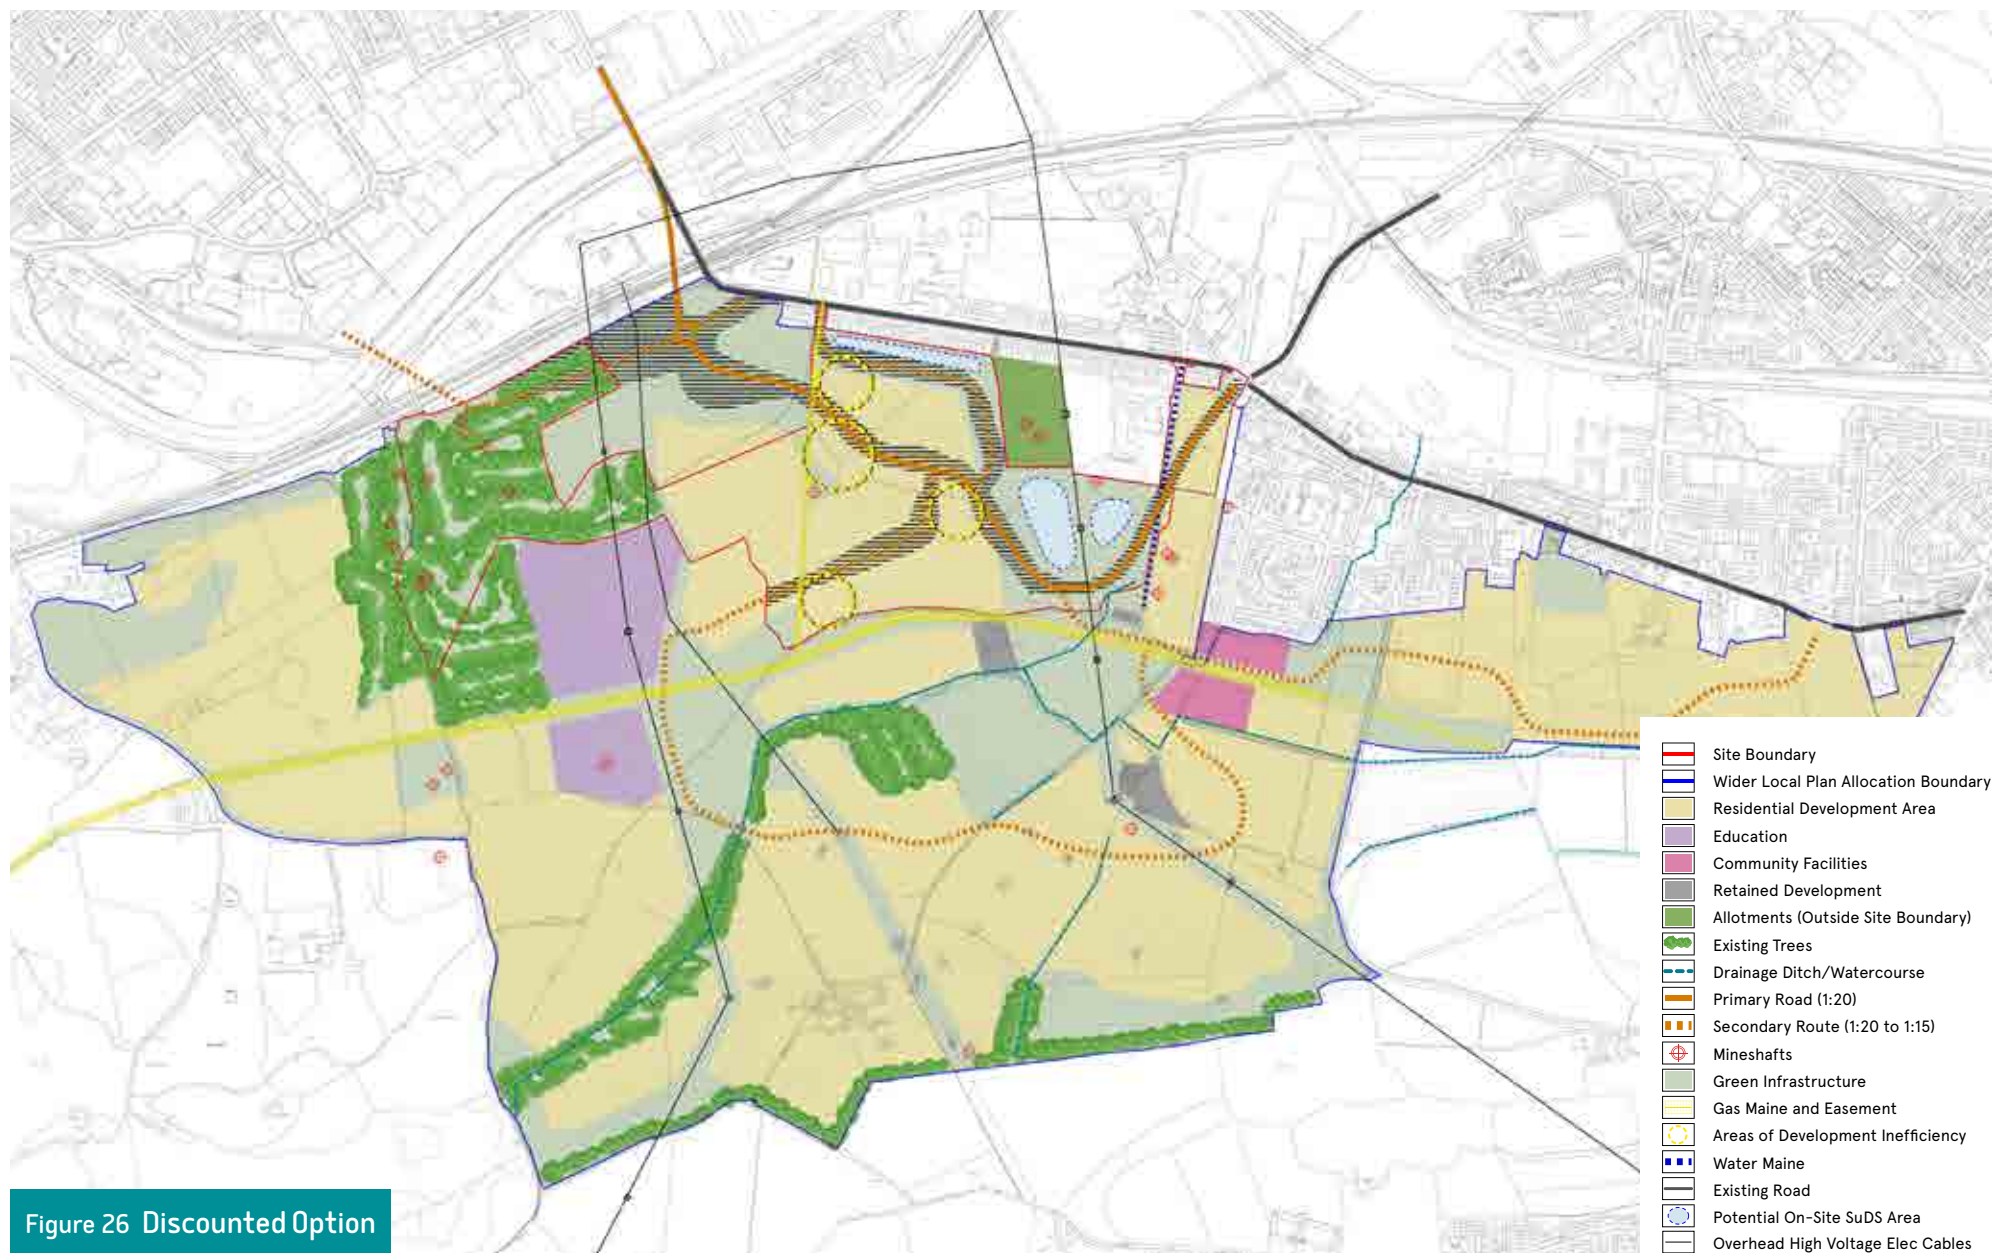 Site Boundary
Wider Local Plan Allocation Boundary
Residential Development Area
Education
Community Facilities
Retained Development
Allotments (Outside Site Boundary)
Existing Trees
Drainage Ditch/Watercourse
Primary Road (1:20)
Secondary Route (1:20 to 1:15)
Mineshafts
Green Infrastructure
Gas Maine and Easement
Areas of Development Inefficiency
Water Maine
Existing Road
Potential On-Site SuDS Area
Overhead High Voltage Elec Cables
Figure 26 Discounted Option